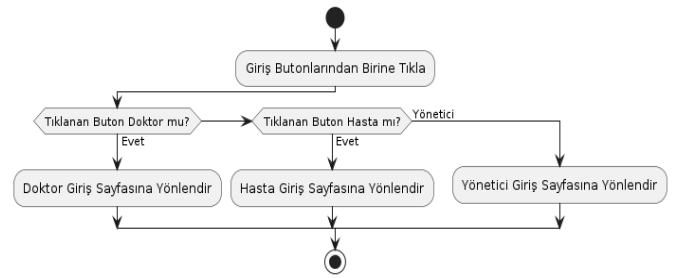 Giriş Butonlarından Birine Tıkla
Tıklanan Buton Doktor mu?
Tıklanan Buton Hasta mı?
Yönetici
Evet
Evet
Doktor Giriş Sayfasına Yönlendir
Hasta Giriş Sayfasına Yönlendir
Yönetici Giriş Sayfasına Yönlendir